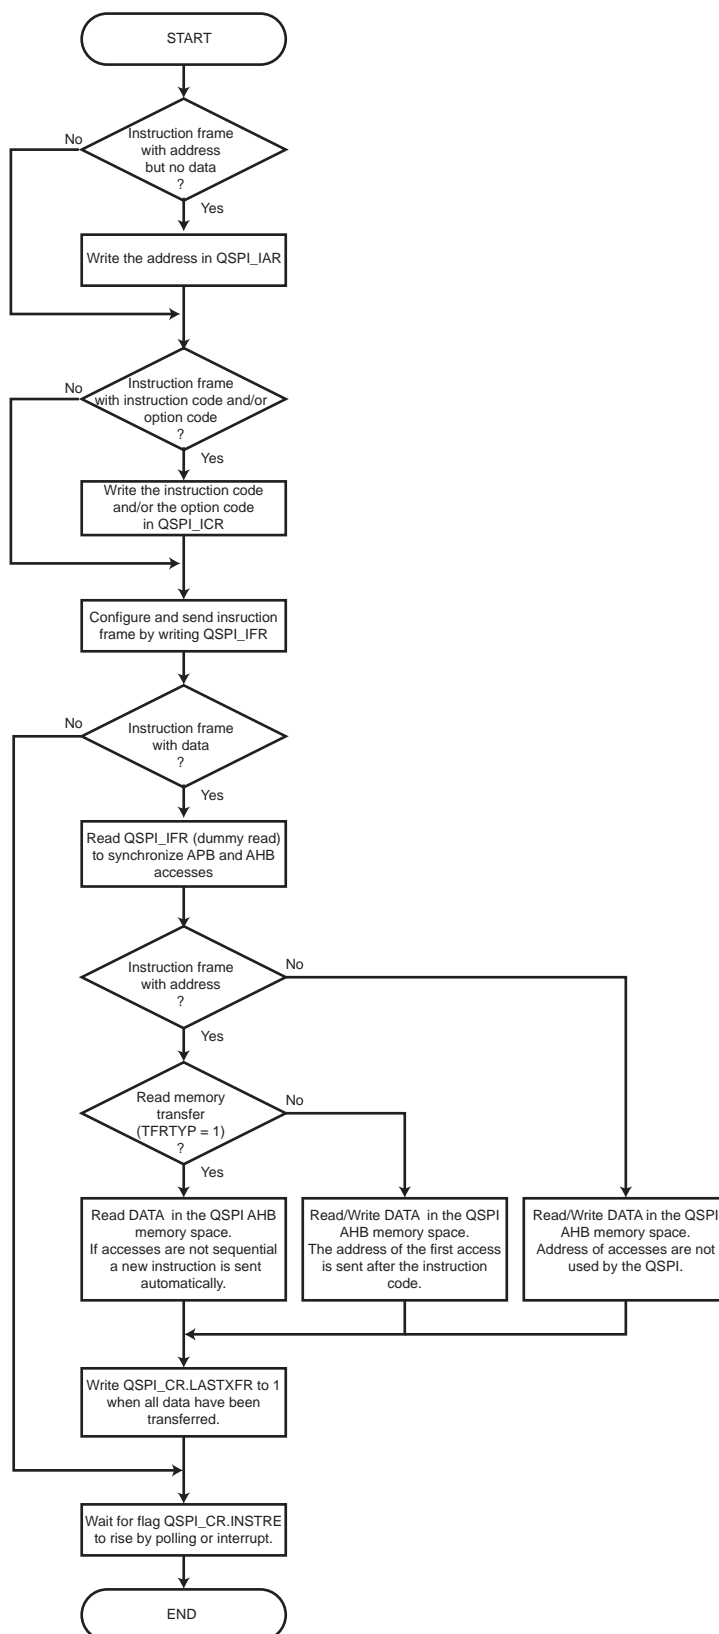 START
No
Instruction frame
with address
but no data
?
Yes
Write the address in QSPI_IAR
No
Instruction frame
with instruction code and/or
option code
?
Yes
Write the instruction code
and/or the option code
in QSPI_ICR
Configure and send insruction
frame by writing QSPI_IFR
No
Instruction frame
with data
?
Yes
Read QSPI_IFR (dummy read)
to synchronize APB and AHB
accesses
Instruction frame
with address
?
No
Yes
Read memory
transfer
(TFRTYP = 1)
?
No
Yes
Read DATA in the QSPI AHB
memory space.
If accesses are not sequential
a new instruction is sent
automatically.
Read/Write DATA in the QSPI
AHB memory space.
The address of the first access
is sent after the instruction
code.
Read/Write DATA in the QSPI
AHB memory space.
Address of accesses are not
used by the QSPI.
Write QSPI_CR.LASTXFR to 1
when all data have been
transferred.
Wait for flag QSPI_CR.INSTRE
to rise by polling or interrupt.
END